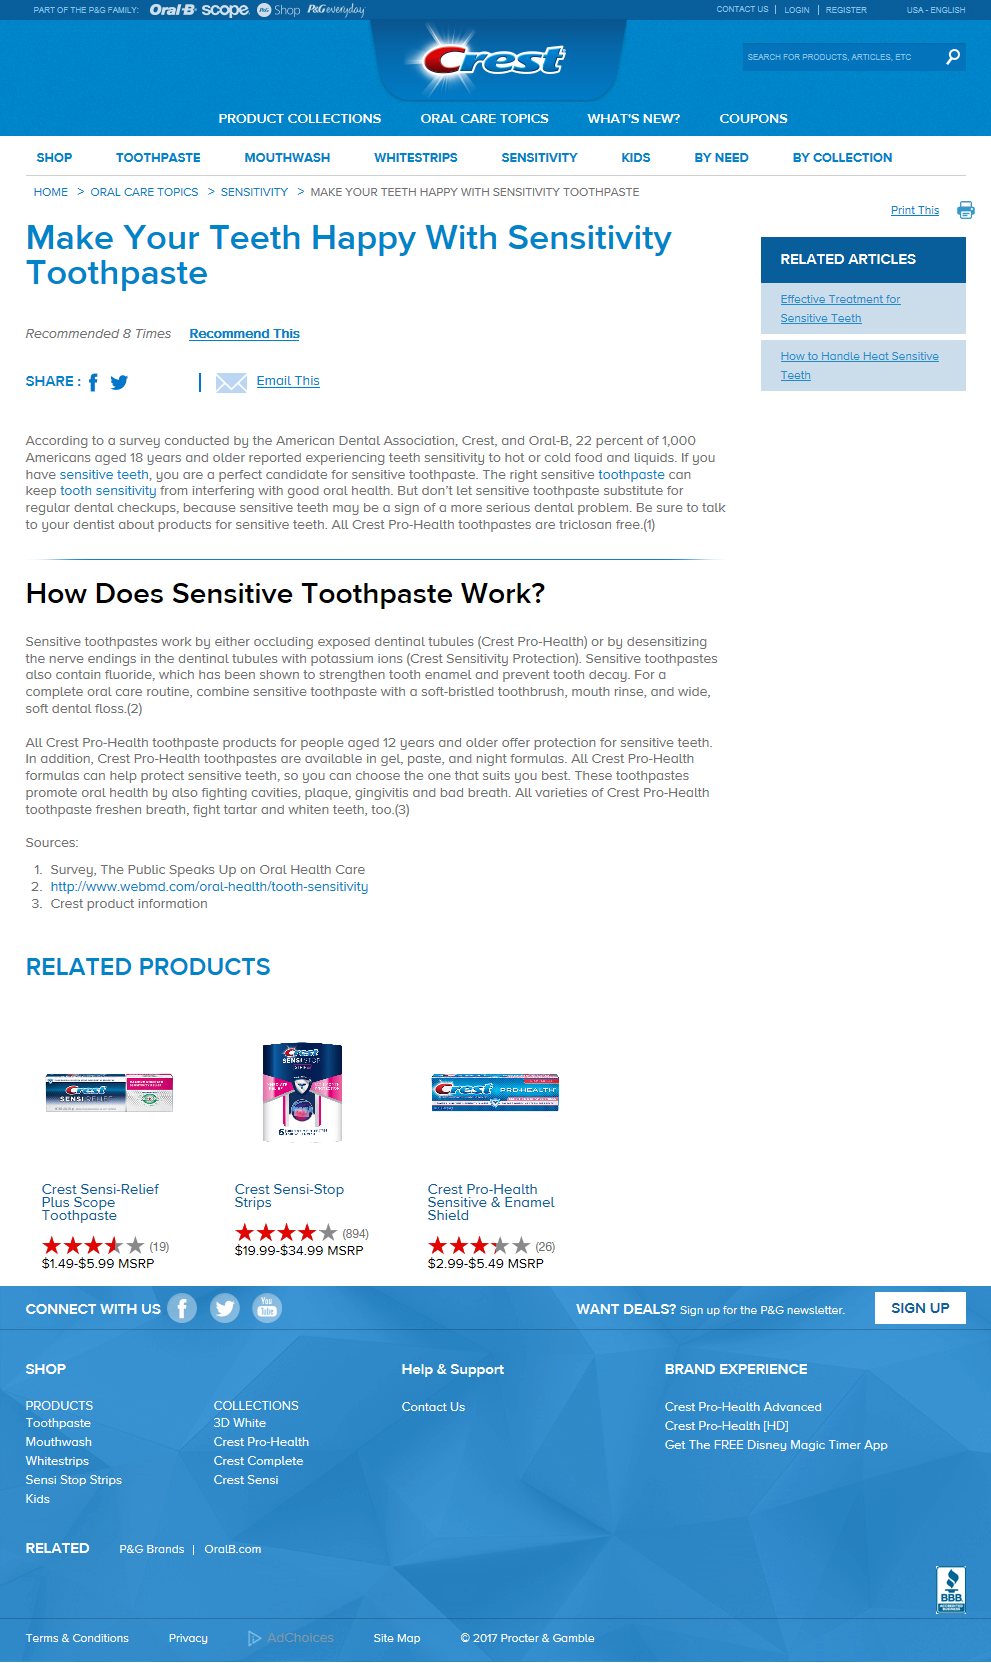 PART OF THE P&G FAMILY: Oral-B scope P&G Shop P&G everyday
CONTACT US | LOGIN | REGISTER USA - ENGLISH
Crest
SEARCH FOR PRODUCTS, ARTICLES, ETC
PRODUCT COLLECTIONS ORAL CARE TOPICS WHAT'S NEW? COUPONS
SHOP TOOTHPASTE MOUTHWASH WHITESTRIPS SENSITIVITY KIDS BY NEED BY COLLECTION
HOME > ORAL CARE TOPICS > SENSITIVITY > MAKE YOUR TEETH HAPPY WITH SENSITIVITY TOOTHPASTE
Print This
Make Your Teeth Happy With Sensitivity
Toothpaste
Recommended 8 Times Recommend This
SHARE : | Email This
RELATED ARTICLES
Effective Treatment for
Sensitive Teeth
How to Handle Heat Sensitive
Teeth
According to a survey conducted by the American Dental Association, Crest, and Oral-B, 22 percent of 1,000
Americans aged 18 years and older reported experiencing teeth sensitivity to hot or cold food and liquids. If you
have sensitive teeth, you are a perfect candidate for sensitive toothpaste. The right sensitive toothpaste can
keep tooth sensitivity from interfering with good oral health. But don't let sensitive toothpaste substitute for
regular dental checkups, because sensitive teeth may be a sign of a more serious dental problem. Be sure to talk
to your dentist about products for sensitive teeth. All Crest Pro-Health toothpastes are triclosan free.(1)
How Does Sensitive Toothpaste Work?
Sensitive toothpastes work by either occluding exposed dentinal tubules (Crest Pro-Health) or by desensitizing
the nerve endings in the dentinal tubules with potassium ions (Crest Sensitivity Protection). Sensitive toothpastes
also contain fluoride, which has been shown to strengthen tooth enamel and prevent tooth decay. For a
complete oral care routine, combine sensitive toothpaste with a soft-bristled toothbrush, mouth rinse, and wide,
soft dental floss.(2)
All Crest Pro-Health toothpaste products for people aged 12 years and older offer protection for sensitive teeth.
In addition, Crest Pro-Health toothpastes are available in gel, paste, and night formulas. All Crest Pro-Health
formulas can help protect sensitive teeth, so you can choose the one that suits you best. These toothpastes
promote oral health by also fighting cavities, plaque, gingivitis and bad breath. All varieties of Crest Pro-Health
toothpaste freshen breath, fight tartar and whiten teeth, too.(3)
Sources:
1. Survey, The Public Speaks Up on Oral Health Care
2. http://www.webmd.com/oral-health/tooth-sensitivity
3. Crest product information
RELATED PRODUCTS
Crest
SENSI RELIEF
Crest
SENSI STOP
STRIPS
Crest PRO-HEALTH
Crest Sensi-Relief
Plus Scope
Toothpaste
(19)
$1.49-$5.99 MSRP
Crest Sensi-Stop
Strips
(894)
$19.99-$34.99 MSRP
Crest Pro-Health
Sensitive & Enamel
Shield
(26)
$2.99-$5.49 MSRP
CONNECT WITH US You Tube
WANT DEALS? Sign up for the P&G newsletter. SIGN UP
SHOP
PRODUCTS
Toothpaste
Mouthwash
Whitestrips
Sensi Stop Strips
Kids
COLLECTIONS
3D White
Crest Pro-Health
Crest Complete
Crest Sensi
Help & Support
Contact Us
BRAND EXPERIENCE
Crest Pro-Health Advanced
Crest Pro-Health [HD]
Get The FREE Disney Magic Timer App
RELATED P&G Brands | OralB.com
BBB
ACCREDITED
BUSINESS
Terms & Conditions Privacy AdChoices Site Map © 2017 Procter & Gamble